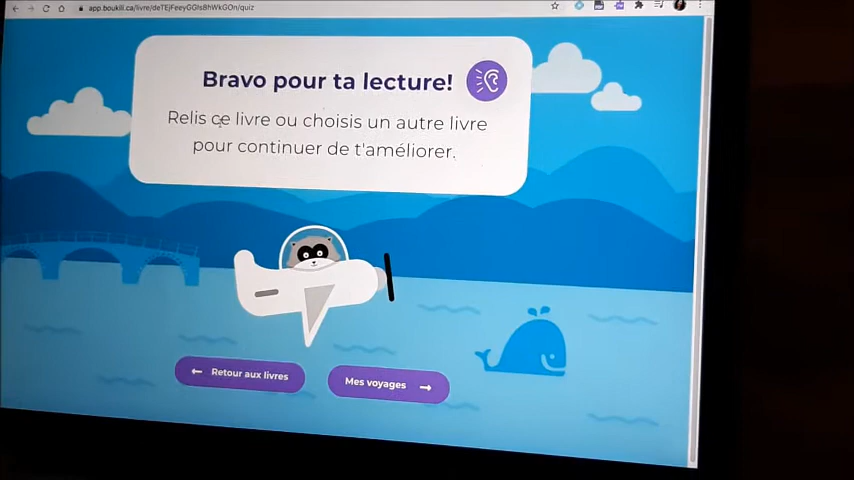 app.boukili.ca/livre/deTEjFeeyGGIs8hWkGOn/quiz
Bravo pour ta lecture!
Relis ce livre ou choisis un autre livre
pour continuer de t'améliorer.
← Retour aux livres
Mes voyages →